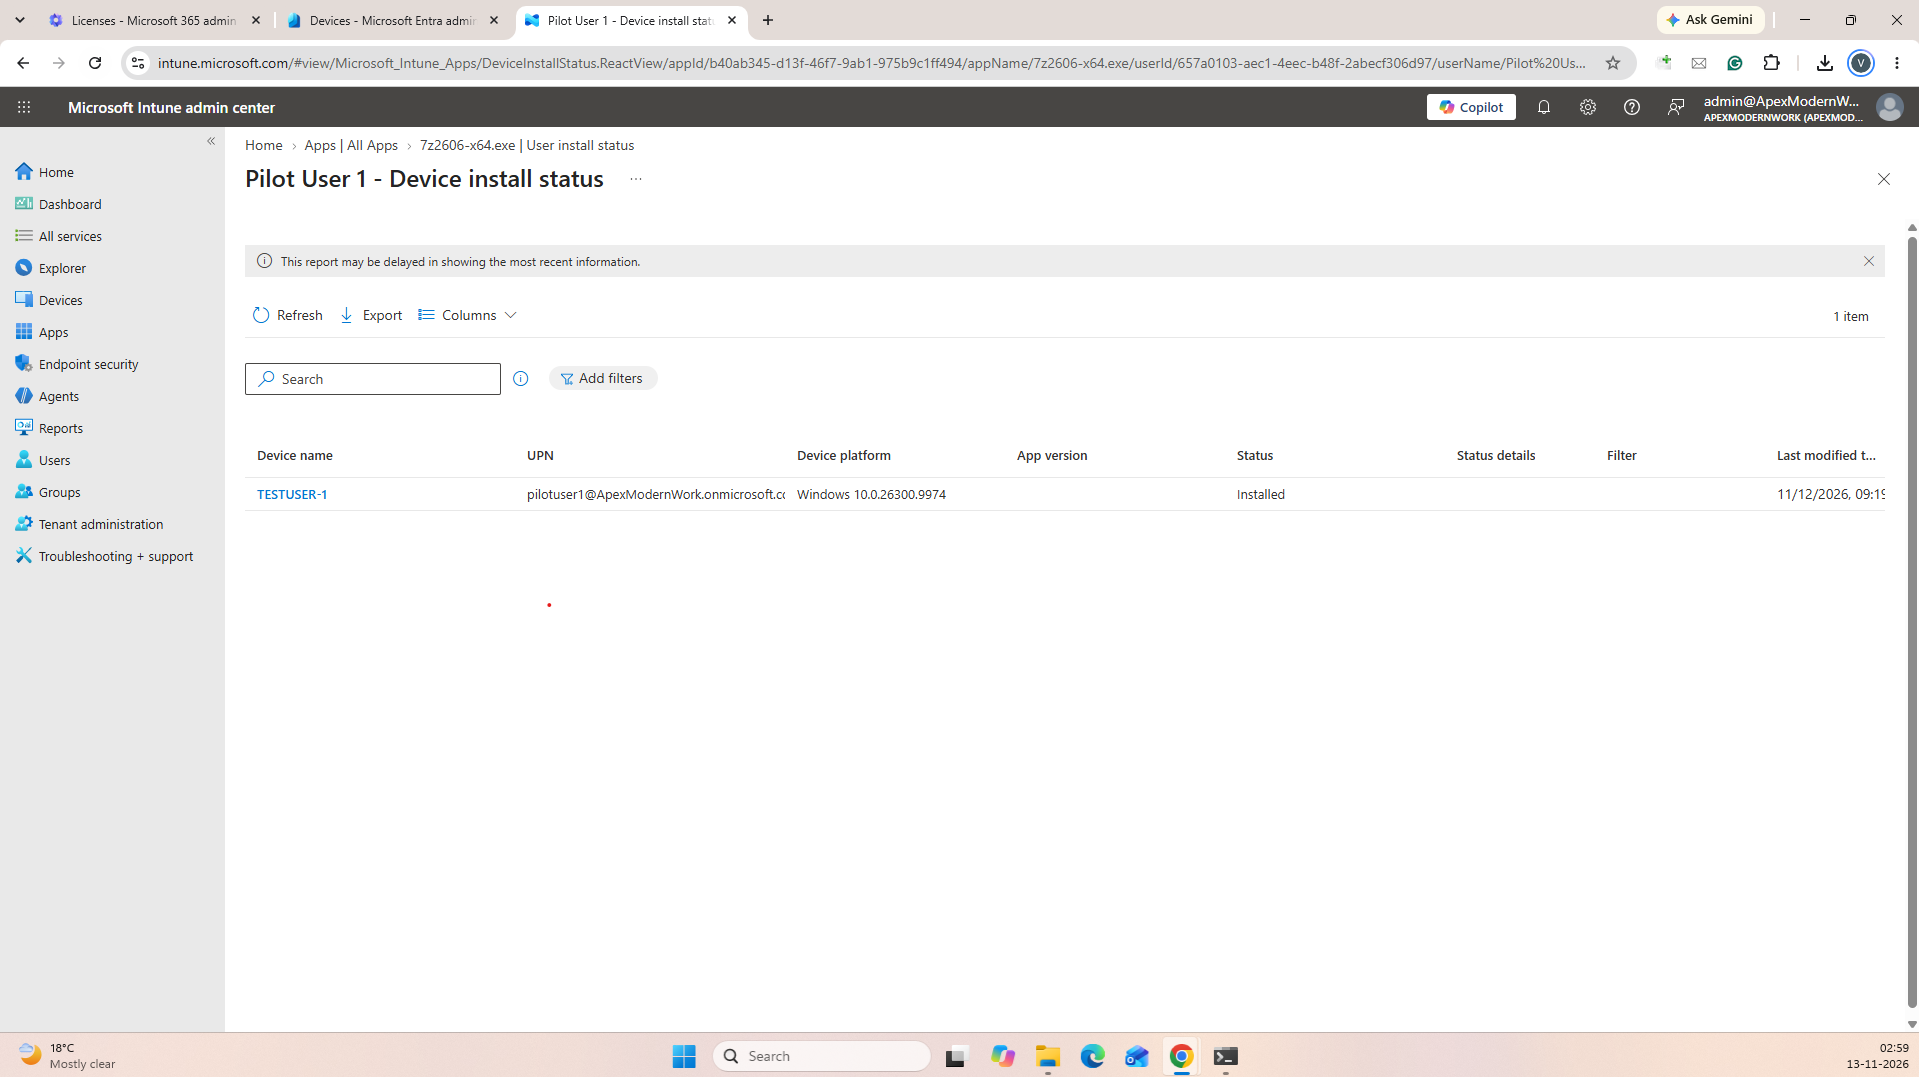 Licenses - Microsoft 365 admin
Devices - Microsoft Entra admin
Pilot User 1 - Device install statu
Ask Gemini
intune.microsoft.com/#view/Microsoft_Intune_Apps/DeviceInstallStatus.ReactView/appId/b40ab345-d13f-46f7-9ab1-975b9c1ff494/appName/7z2606-x64.exe/userId/657a0103-aec1-4eec-b48f-2abecf306d97/userName/Pilot%20Us...
V
Microsoft Intune admin center
Copilot
admin@ApexModernW...
APEXMODERNWORK (APEXMOD...
Home
Dashboard
All services
Explorer
Devices
Apps
Endpoint security
Agents
Reports
Users
Groups
Tenant administration
Troubleshooting + support
Home > Apps | All Apps > 7z2606-x64.exe | User install status
Pilot User 1 - Device install status ...
This report may be delayed in showing the most recent information.
Refresh Export Columns
1 item
Search
Add filters
Device name UPN Device platform App version Status Status details Filter Last modified t...
TESTUSER-1 pilotuser1@ApexModernWork.onmicrosoft.co Windows 10.0.26300.9974 Installed 11/12/2026, 09:19
18°C
Mostly clear
Search
02:59
13-11-2026